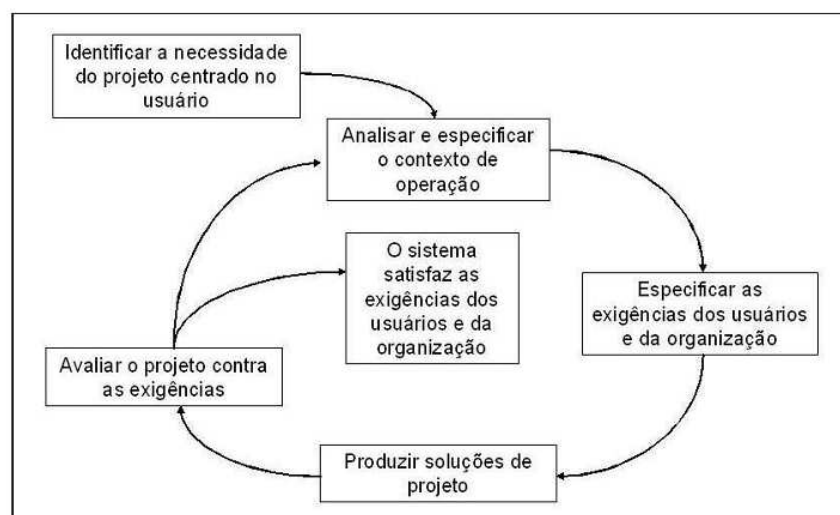 Identificar a necessidade
do projeto centrado no
usuário
Analisar e especificar
o contexto de
operação
O sistema
satisfaz as
exigências dos
usuários e da
organização
Especificar as
exigências dos usuários
e da organização
Avaliar o projeto contra
as exigências
Produzir soluções de
projeto